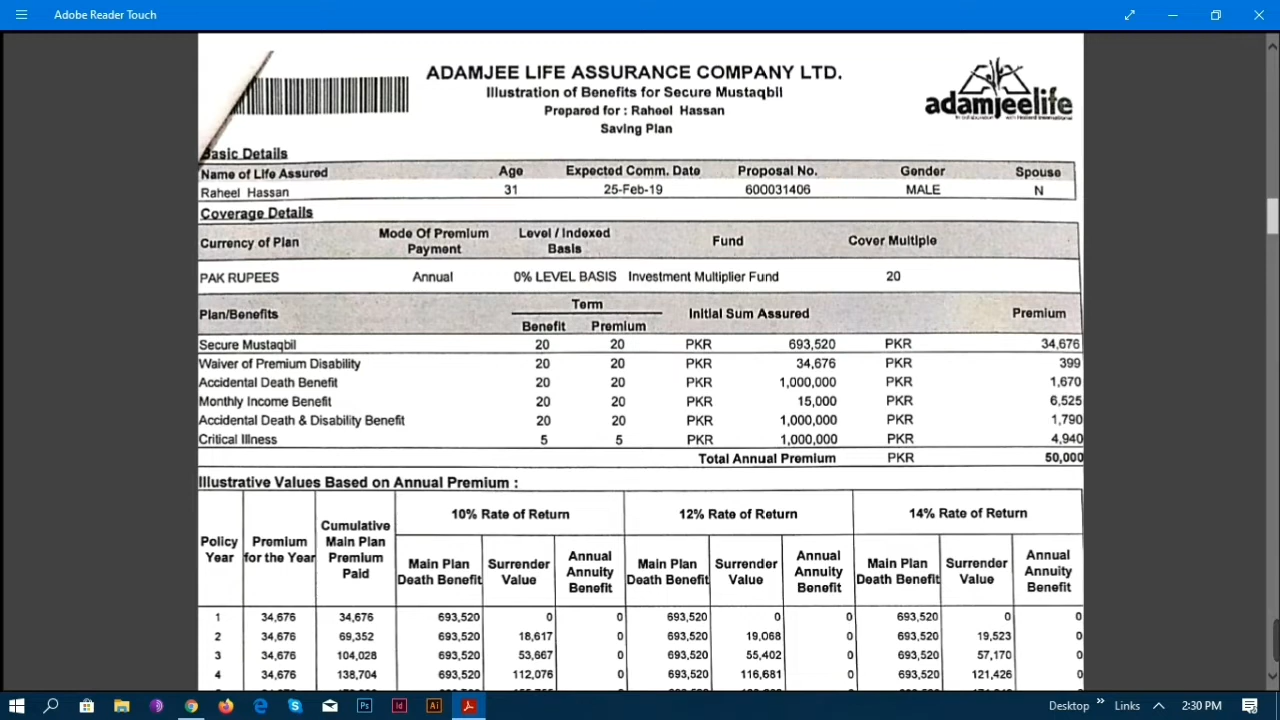 Adobe Reader Touch
ADAMJEE LIFE ASSURANCE COMPANY LTD.
Illustration of Benefits for Secure Mustaqbil
Prepared for : Raheel Hassan
Saving Plan
adamjeelife
Basic Details
Name of Life Assured Age Expected Comm. Date Proposal No. Gender Spouse
Raheel Hassan 31 25-Feb-19 600031406 MALE N
Coverage Details
Currency of Plan Mode Of Premium Payment Level / Indexed Basis Fund Cover Multiple
PAK RUPEES Annual 0% LEVEL BASIS Investment Multiplier Fund 20
Plan/Benefits Term Initial Sum Assured Premium
Benefit Premium
Secure Mustaqbil 20 20 PKR 693,520 PKR 34,676
Waiver of Premium Disability 20 20 PKR 34,676 PKR 399
Accidental Death Benefit 20 20 PKR 1,000,000 PKR 1,670
Monthly Income Benefit 20 20 PKR 15,000 PKR 6,525
Accidental Death & Disability Benefit 20 20 PKR 1,000,000 PKR 1,790
Critical Illness 5 5 PKR 1,000,000 PKR 4,940
Total Annual Premium PKR 50,000
Illustrative Values Based on Annual Premium :
10% Rate of Return 12% Rate of Return 14% Rate of Return
Policy Year Premium for the Year Cumulative Main Plan Premium Paid Main Plan Death Benefit Surrender Value Annual Annuity Benefit Main Plan Death Benefit Surrender Value Annual Annuity Benefit Main Plan Death Benefit Surrender Value Annual Annuity Benefit
1 34,676 34,676 693,520 0 0 693,520 0 0 693,520 0 0
2 34,676 69,352 693,520 18,617 0 693,520 19,068 0 693,520 19,523 0
3 34,676 104,028 693,520 53,667 0 693,520 55,402 0 693,520 57,170 0
4 34,676 138,704 693,520 112,076 0 693,520 116,681 0 693,520 121,426 0
Desktop Links 2:30 PM